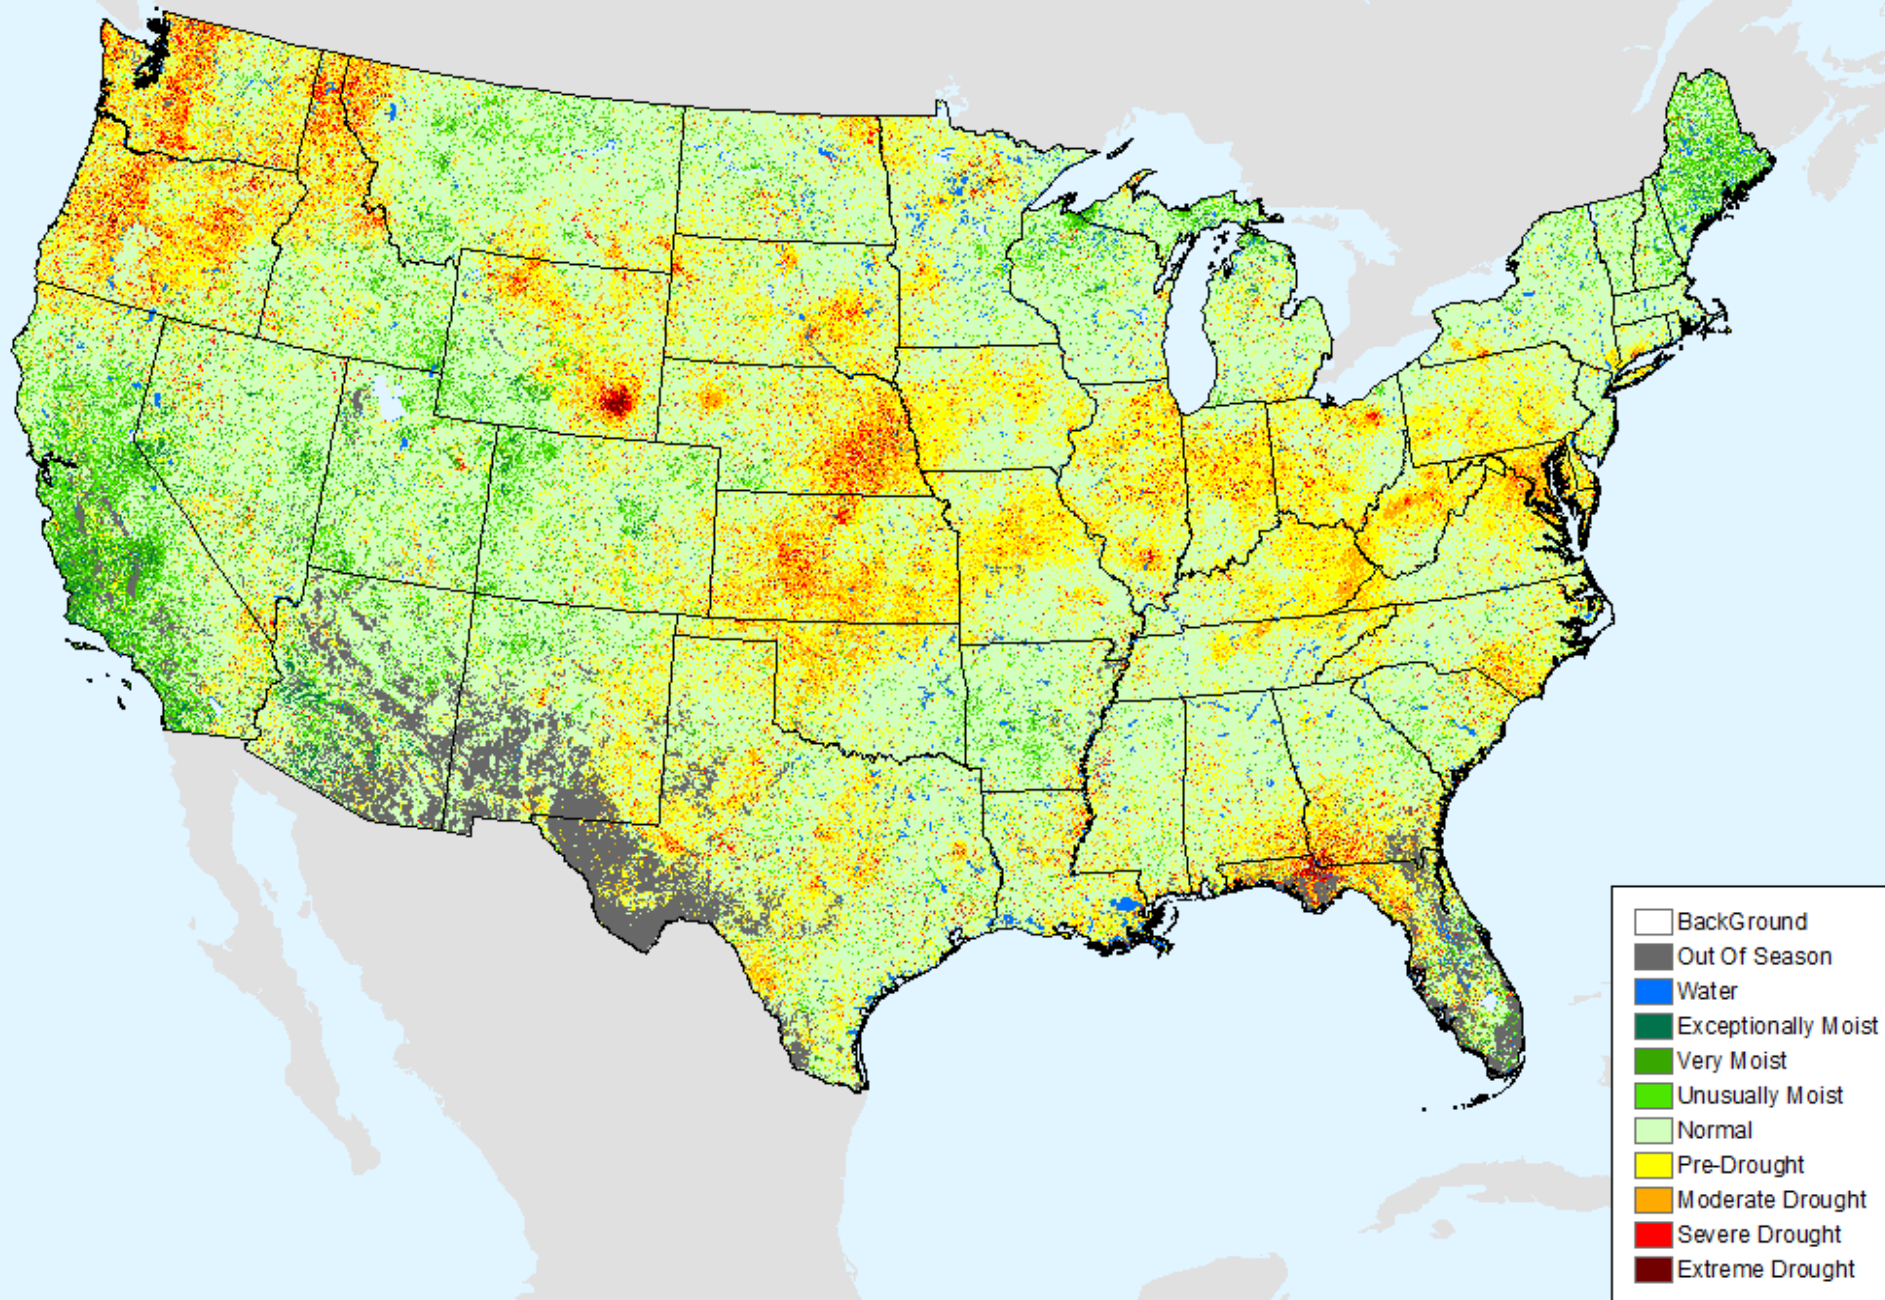 BackGround
Out Of Season
Water
Exceptionally Moist
Very Moist
Unusually Moist
Normal
Pre-Drought
Moderate Drought
Severe Drought
Extreme Drought